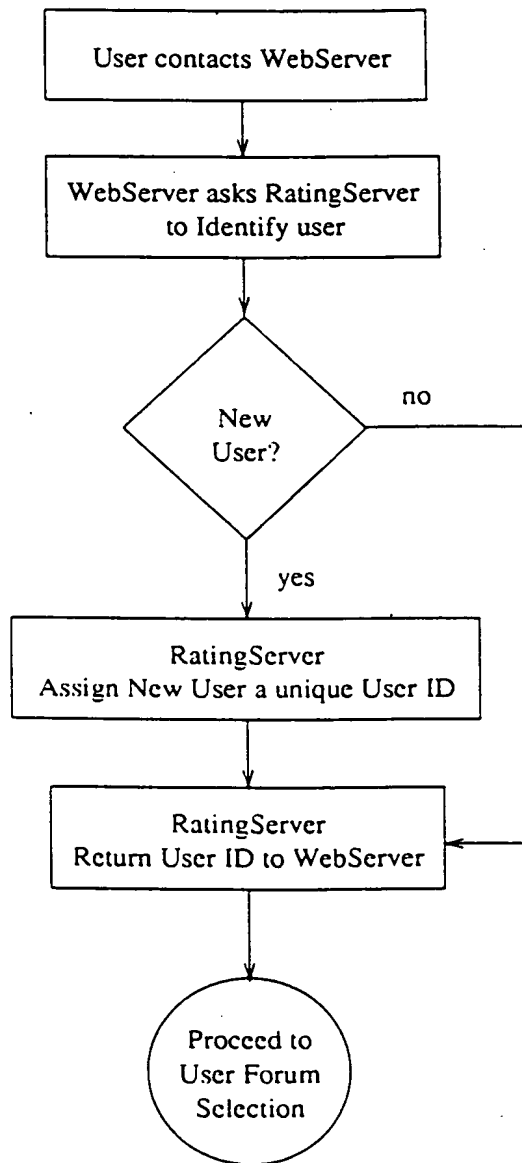 User contacts WebServer
WebServer asks RatingServer
to Identify user
New
User?
no
yes
RatingServer
Assign New User a unique User ID
RatingServer
Return User ID to WebServer
Proceed to
User Forum
Selection